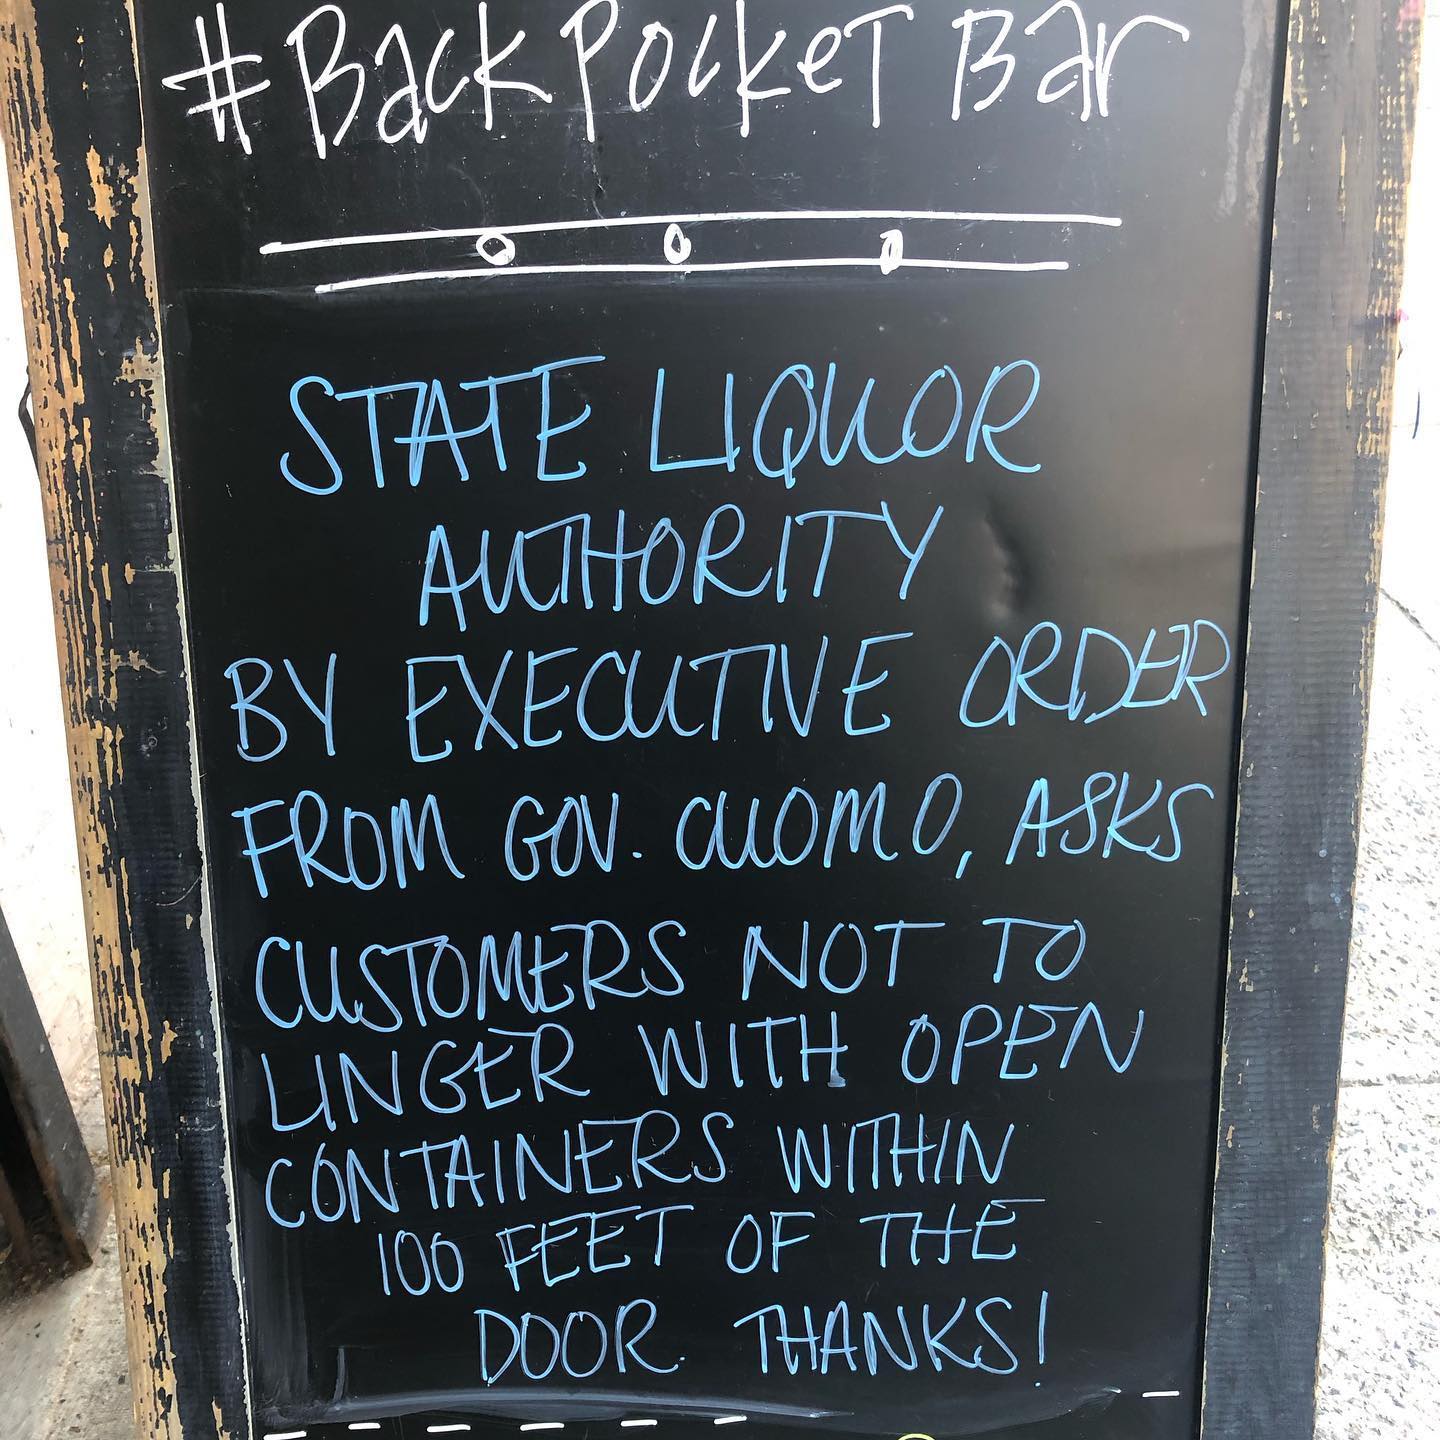 #BackPocketBar
STATE LIQUOR
AUTHORITY
BY EXECUTIVE ORDER
FROM GOV. CUOMO, ASKS
CUSTOMERS NOT TO
LINGER WITH OPEN
CONTAINERS WITHIN
100 FEET OF THE
DOOR. THANKS!